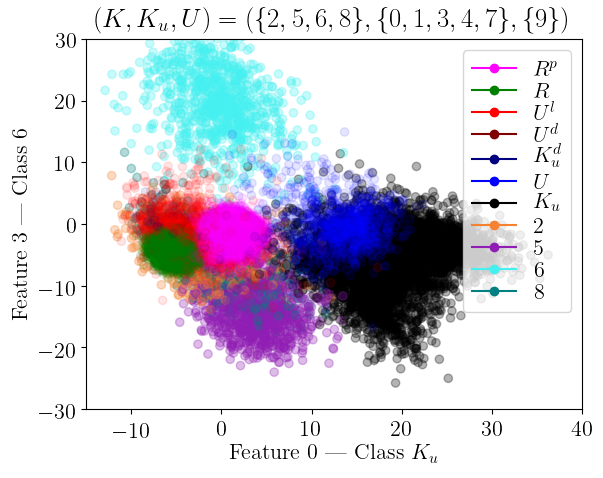 (K, K_u, U) = ({2, 5, 6, 8}, {0, 1, 3, 4, 7}, {9})
30
20
10
0
−10
−20
−30
Feature 3 — Class 6
R^p
R
U^l
U^d
K_u^d
U
K_u
2
5
6
8
−10 0 10 20 30 40
Feature 0 — Class K_u